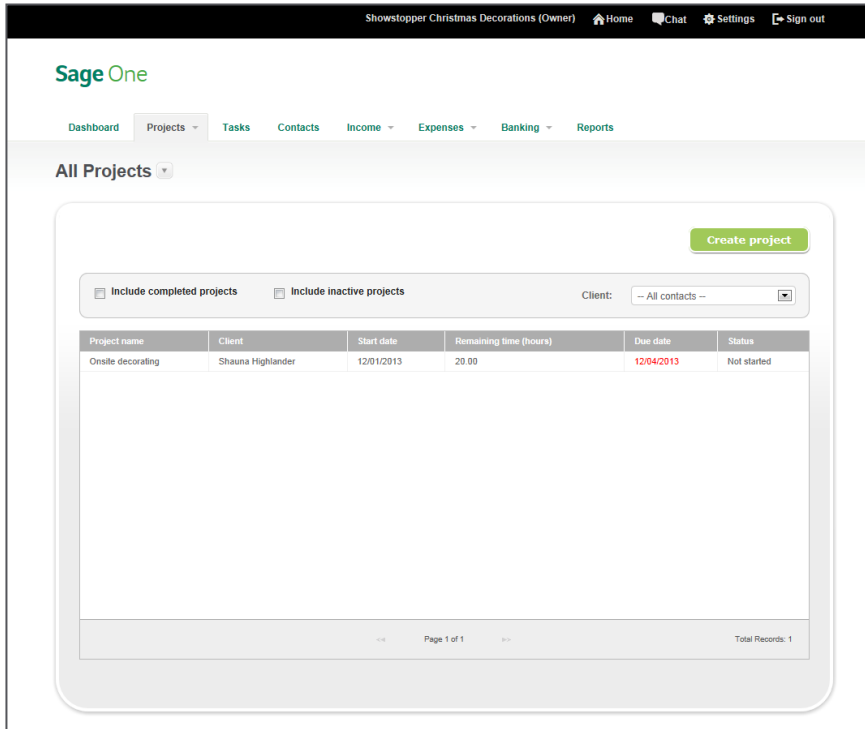 Showstopper Christmas Decorations (Owner) Home Chat Settings Sign out
Sage One
Dashboard Projects Tasks Contacts Income Expenses Banking Reports
All Projects
Create project
Include completed projects Include inactive projects Client: -- All contacts --
Project name Client Start date Remaining time (hours) Due date Status
Onsite decorating Shauna Highlander 12/01/2013 20.00 12/04/2013 Not started
Page 1 of 1 Total Records: 1